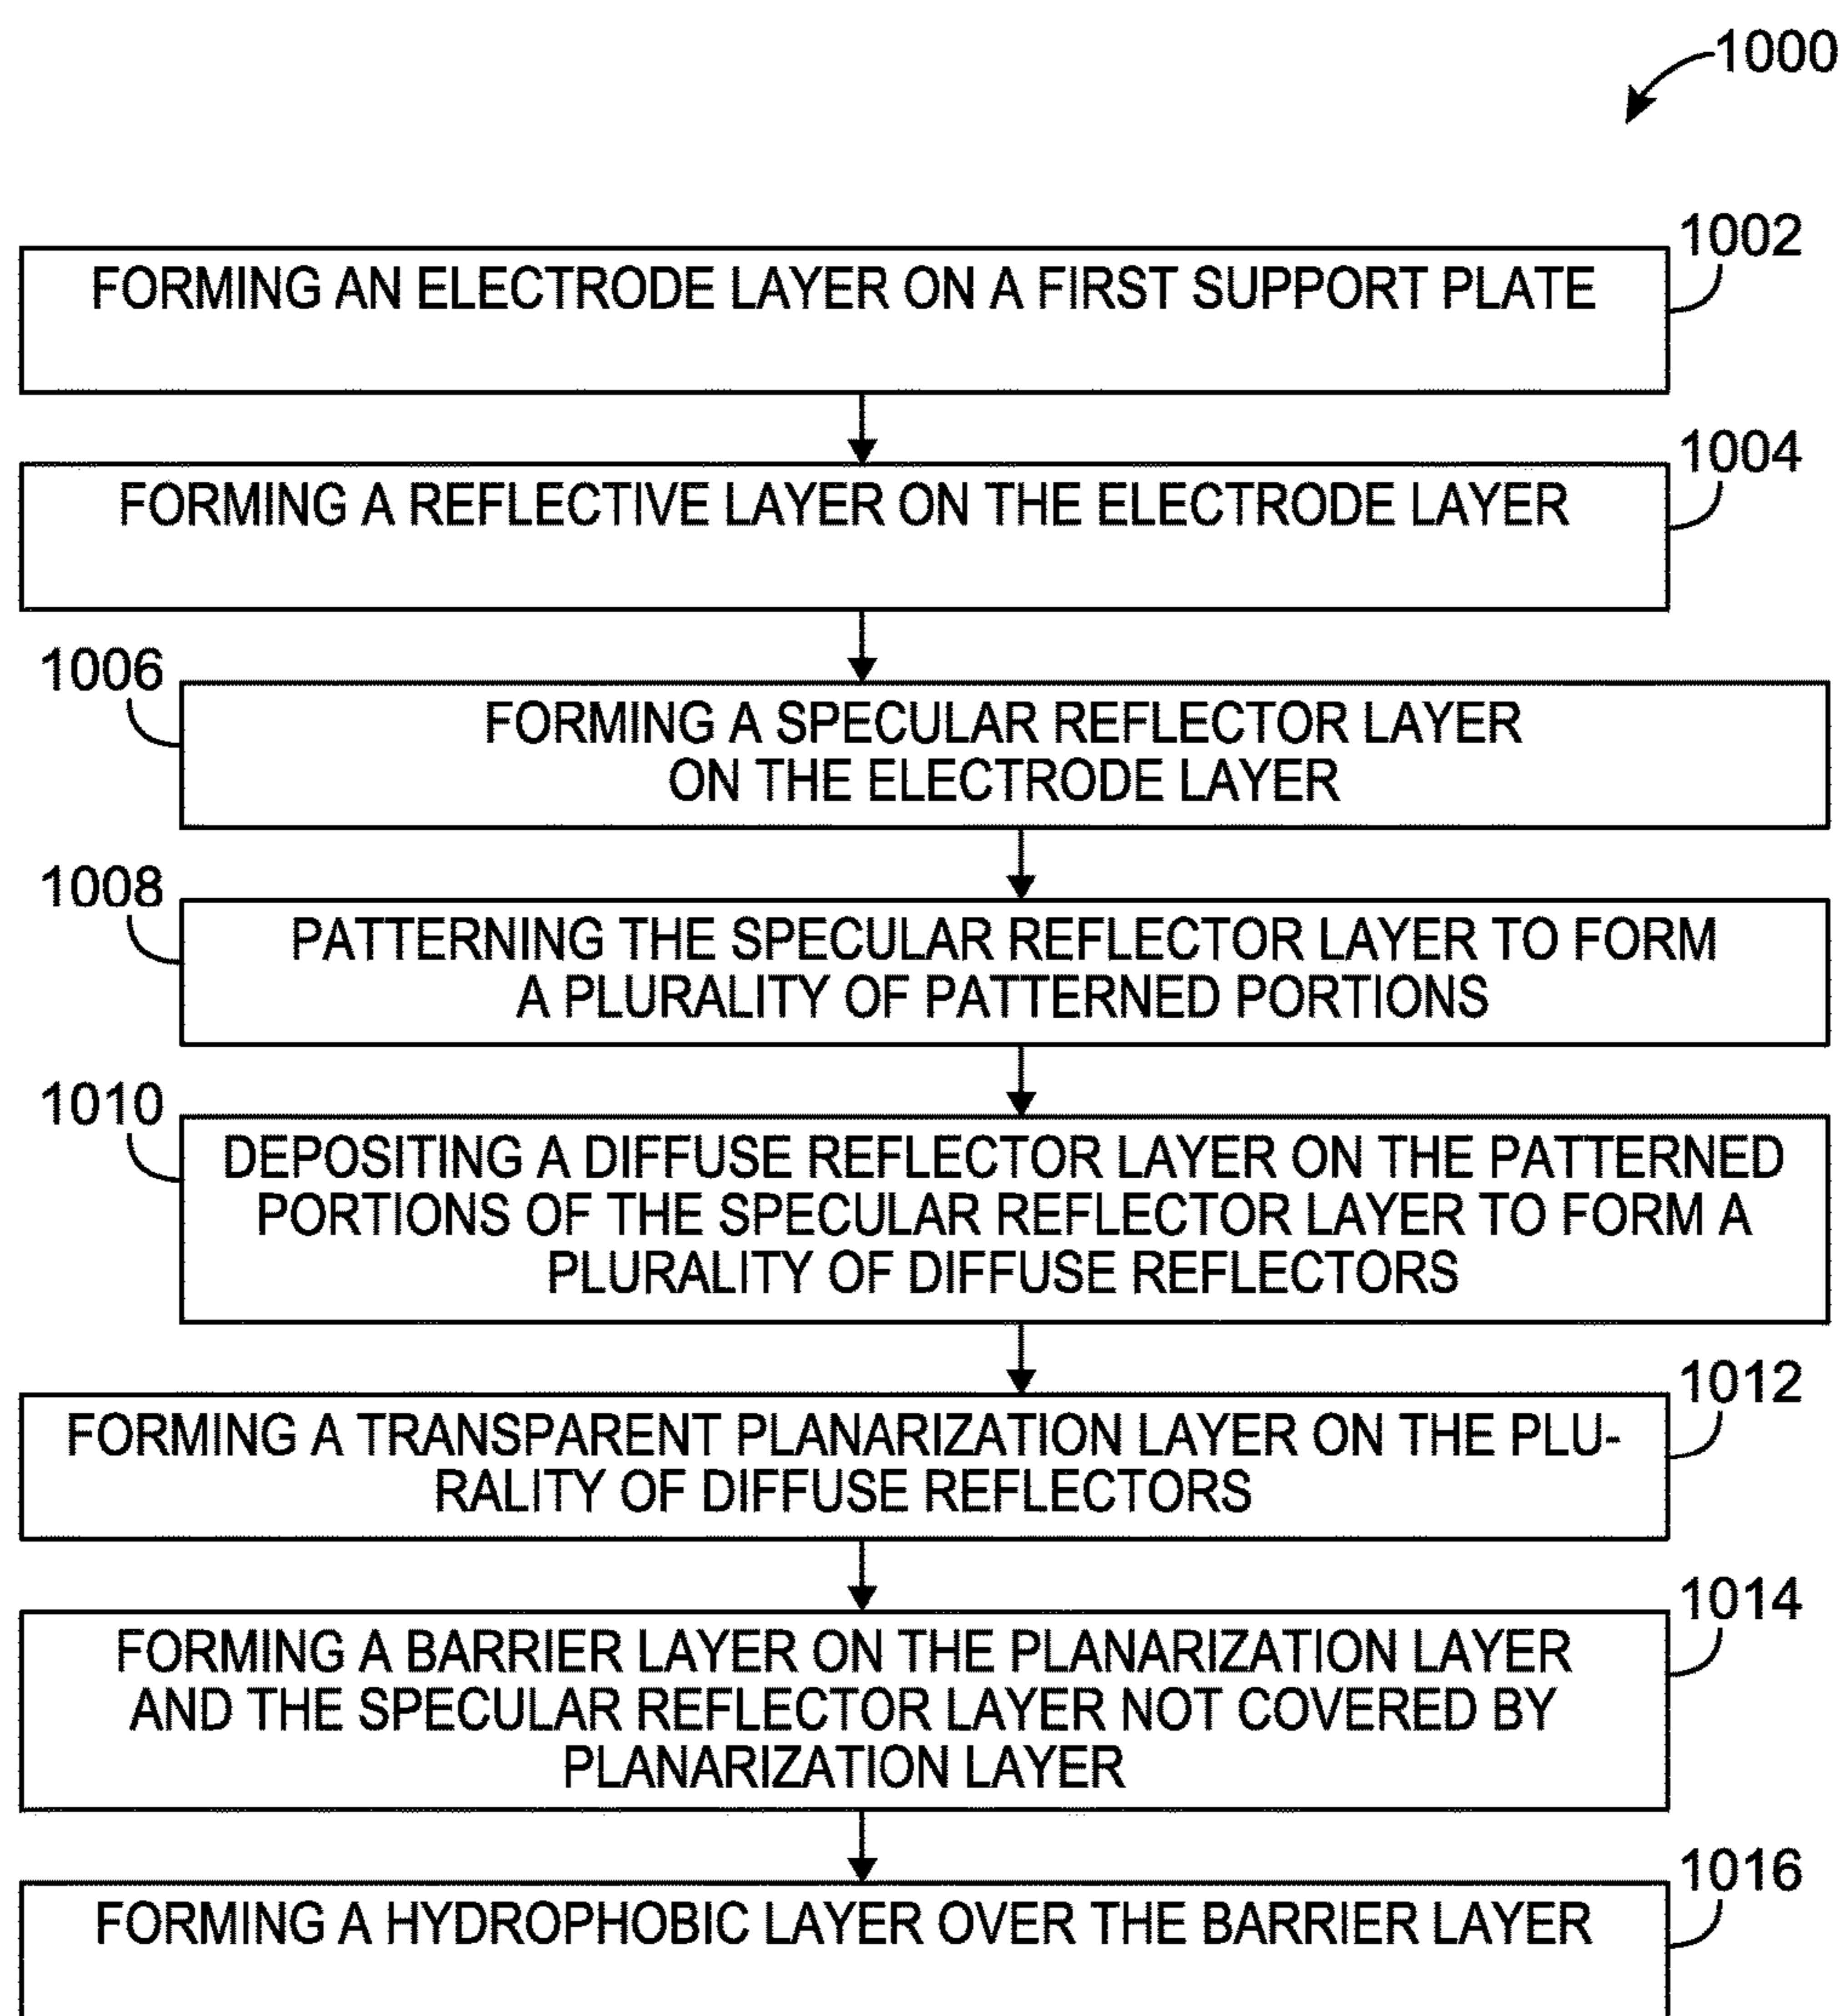 1000
1002
FORMING AN ELECTRODE LAYER ON A FIRST SUPPORT PLATE
1004
FORMING A REFLECTIVE LAYER ON THE ELECTRODE LAYER
1006
FORMING A SPECULAR REFLECTOR LAYER
ON THE ELECTRODE LAYER
1008
PATTERNING THE SPECULAR REFLECTOR LAYER TO FORM
A PLURALITY OF PATTERNED PORTIONS
1010
DEPOSITING A DIFFUSE REFLECTOR LAYER ON THE PATTERNED
PORTIONS OF THE SPECULAR REFLECTOR LAYER TO FORM A
PLURALITY OF DIFFUSE REFLECTORS
1012
FORMING A TRANSPARENT PLANARIZATION LAYER ON THE PLU-
RALITY OF DIFFUSE REFLECTORS
1014
FORMING A BARRIER LAYER ON THE PLANARIZATION LAYER
AND THE SPECULAR REFLECTOR LAYER NOT COVERED BY
PLANARIZATION LAYER
1016
FORMING A HYDROPHOBIC LAYER OVER THE BARRIER LAYER